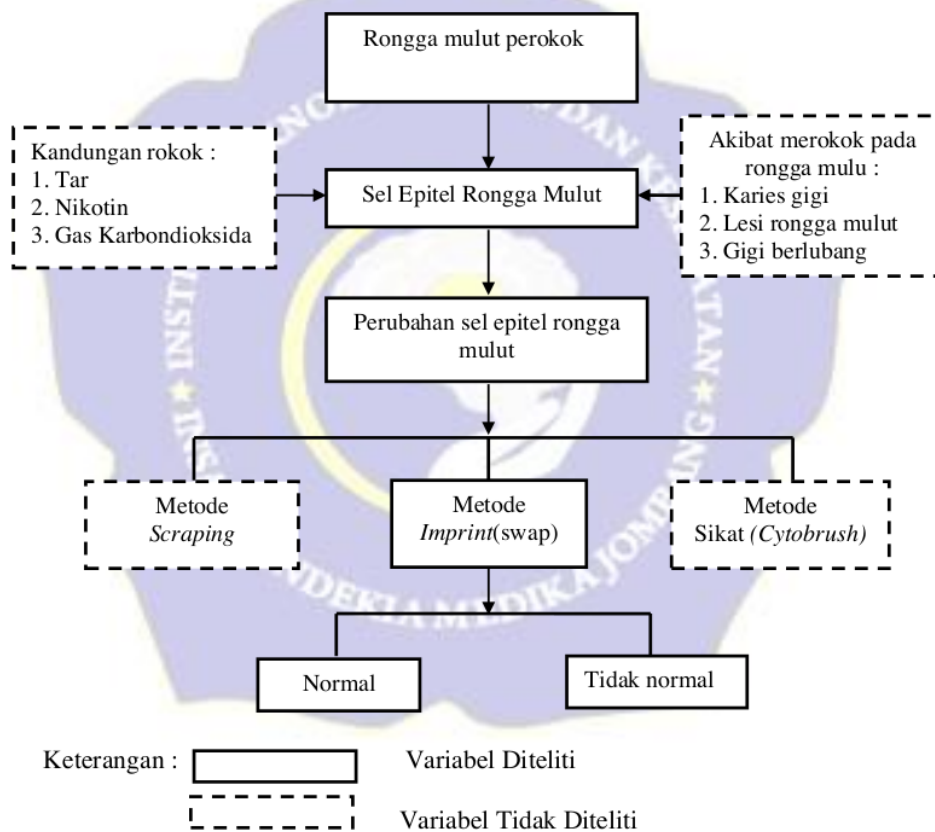 Rongga mulut perokok
Kandungan rokok :
1. Tar
2. Nikotin
3. Gas Karbondioksida
Sel Epitel Rongga Mulut
Akibat merokok pada
rongga mulu :
1. Karies gigi
2. Lesi rongga mulut
3. Gigi berlubang
Perubahan sel epitel rongga
mulut
Metode
Scraping
Metode
Imprint(swap)
Metode
Sikat (Cytobrush)
Normal
Tidak normal
Keterangan :
Variabel Diteliti
Variabel Tidak Diteliti